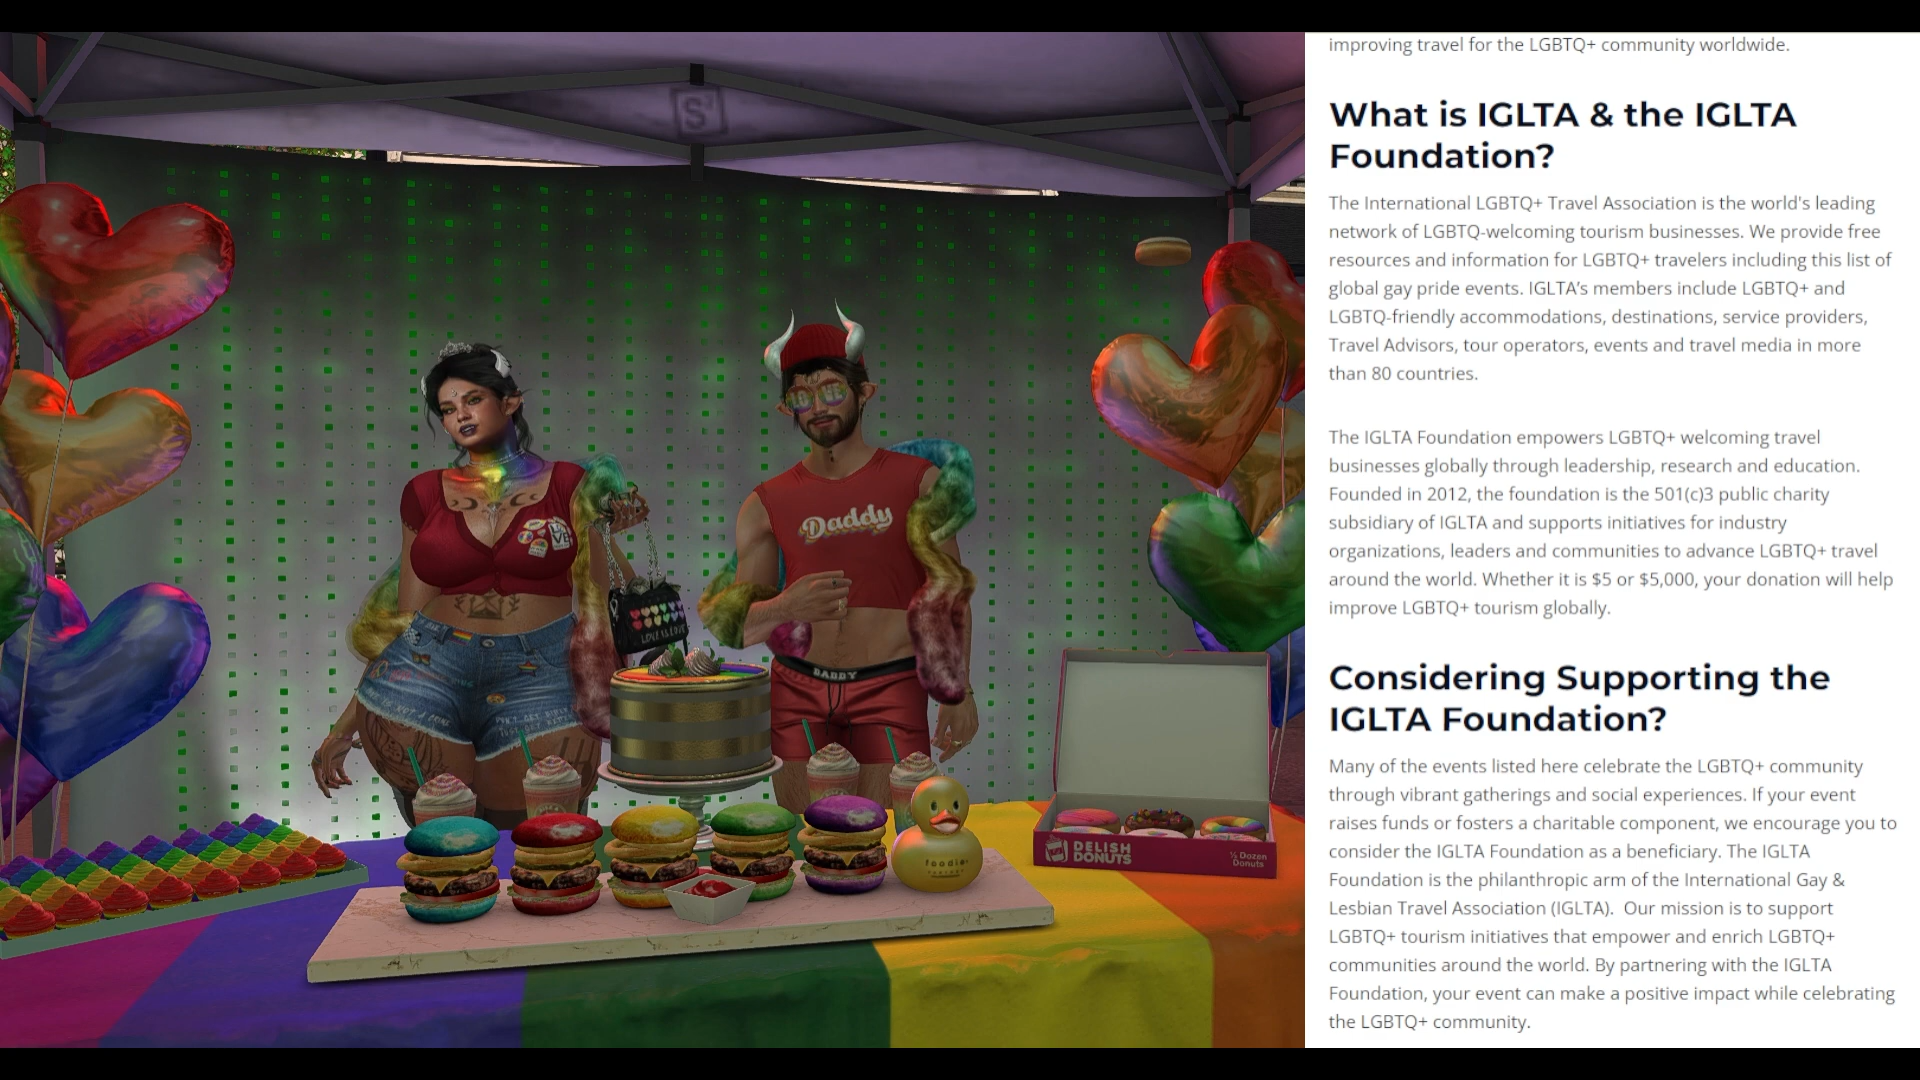 improving travel for the LGBTQ+ community worldwide.
What is IGLTA & the IGLTA
Foundation?
The International LGBTQ+ Travel Association is the world's leading
network of LGBTQ-welcoming tourism businesses. We provide free
resources and information for LGBTQ+ travelers including this list of
global gay pride events. IGLTA's members include LGBTQ+ and
LGBTQ-friendly accommodations, destinations, service providers,
Travel Advisors, tour operators, events and travel media in more
than 80 countries.
The IGLTA Foundation empowers LGBTQ+ welcoming travel
businesses globally through leadership, research and education.
Founded in 2012, the foundation is the 501(c)3 public charity
subsidiary of IGLTA and supports initiatives for industry
organizations, leaders and communities to advance LGBTQ+ travel
around the world. Whether it is $5 or $5,000, your donation will help
improve LGBTQ+ tourism globally.
Considering Supporting the
IGLTA Foundation?
Many of the events listed here celebrate the LGBTQ+ community
through vibrant gatherings and social experiences. If your event
raises funds or fosters a charitable component, we encourage you to
consider the IGLTA Foundation as a beneficiary. The IGLTA
Foundation is the philanthropic arm of the International Gay &
Lesbian Travel Association (IGLTA).  Our mission is to support
LGBTQ+ tourism initiatives that empower and enrich LGBTQ+
communities around the world. By partnering with the IGLTA
Foundation, your event can make a positive impact while celebrating
the LGBTQ+ community.
S
Daddy
LOVE IS LOVE
DADDY
foodie
DELISH
DONUTS
½ Dozen
Donuts